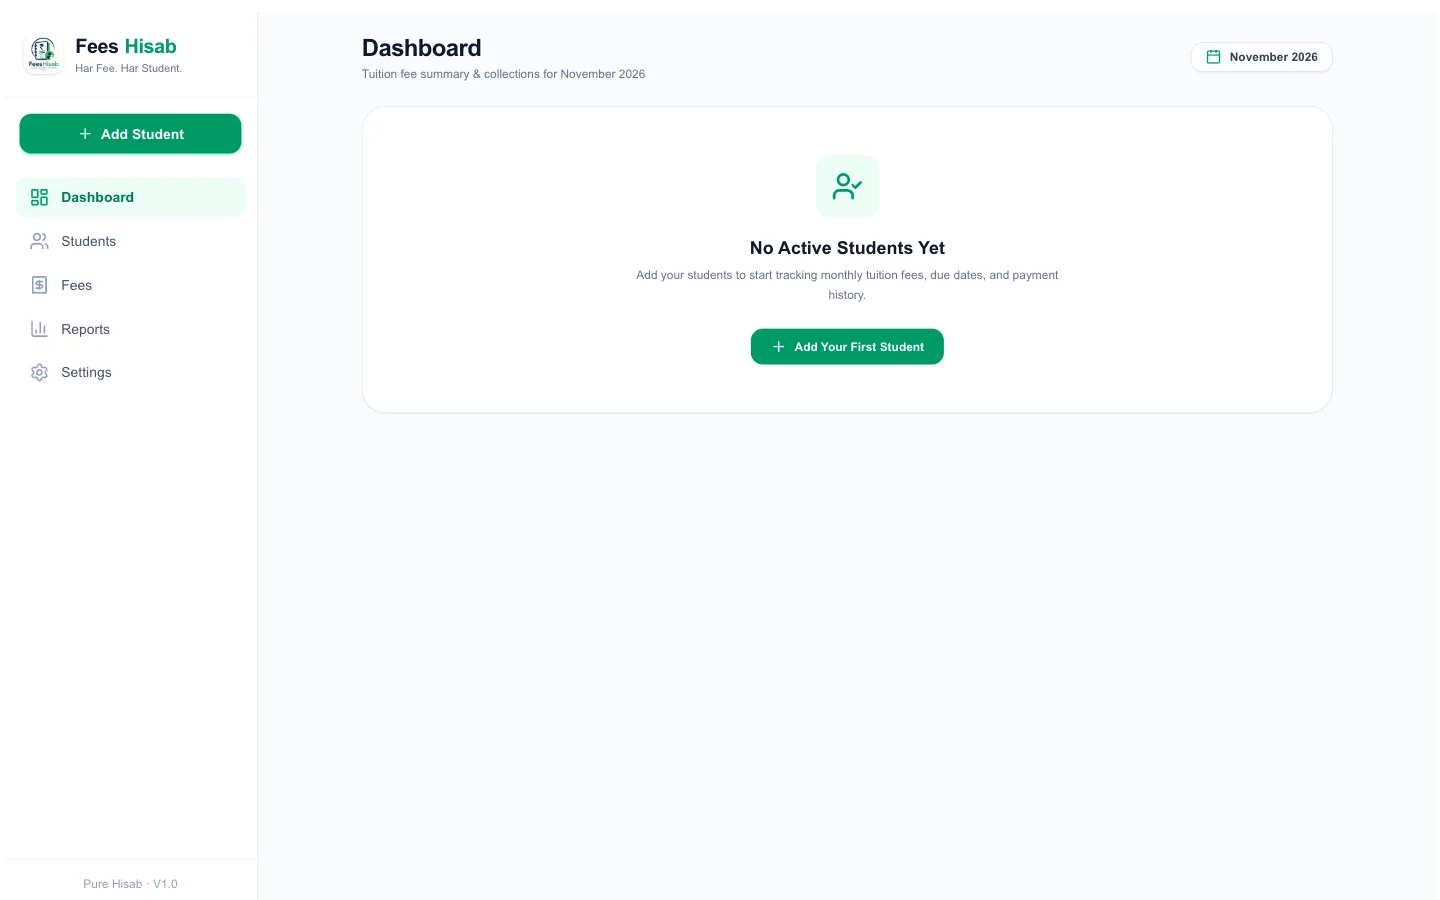 Fees Hisab
Har Fee. Har Student.
Add Student
Dashboard
Students
Fees
Reports
Settings
Pure Hisab · V1.0
Dashboard
Tuition fee summary & collections for November 2026
November 2026
No Active Students Yet
Add your students to start tracking monthly tuition fees, due dates, and payment
history.
Add Your First Student